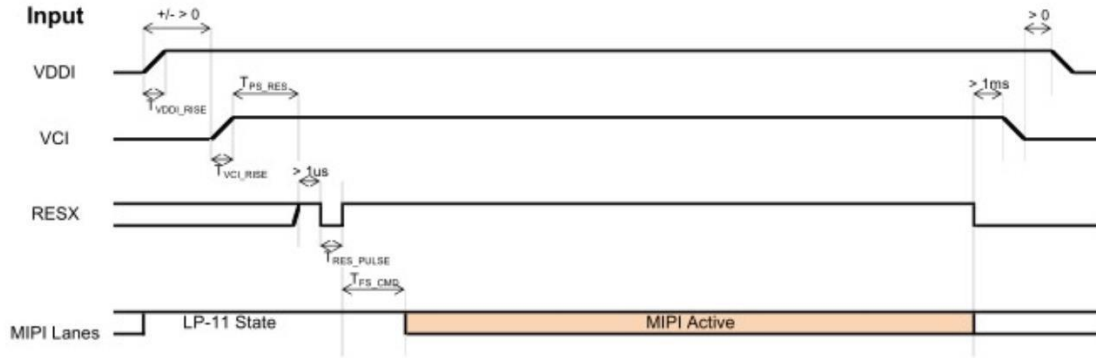 Input
+/- > 0
> 0
VDDI
T_VDDI_RISE
T_PS_RES
> 1ms
VCI
T_VCI_RISE
> 1us
RESX
T_RES_PULSE
T_FS_CMD
MIPI Lanes
LP-11 State
MIPI Active